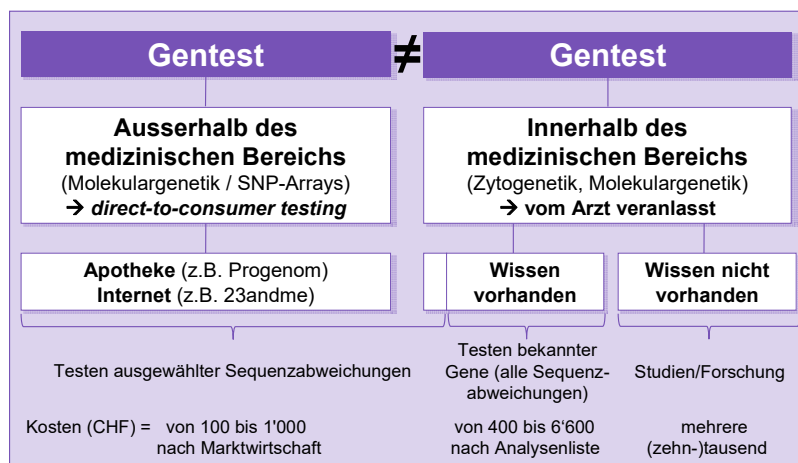 Gentest ≠ Gentest
Ausserhalb des
medizinischen Bereichs
(Molekulargenetik / SNP-Arrays)
→ direct-to-consumer testing
Innerhalb des
medizinischen Bereichs
(Zytogenetik, Molekulargenetik)
→ vom Arzt veranlasst
Apotheke (z.B. Progenom)
Internet (z.B. 23andme)
Wissen
vorhanden
Wissen nicht
vorhanden
Testen ausgewählter Sequenzabweichungen
Testen bekannter
Gene (alle Sequenz-
abweichungen)
Studien/Forschung
Kosten (CHF) = von 100 bis 1'000
nach Marktwirtschaft
von 400 bis 6‘600
nach Analysenliste
mehrere
(zehn-)tausend